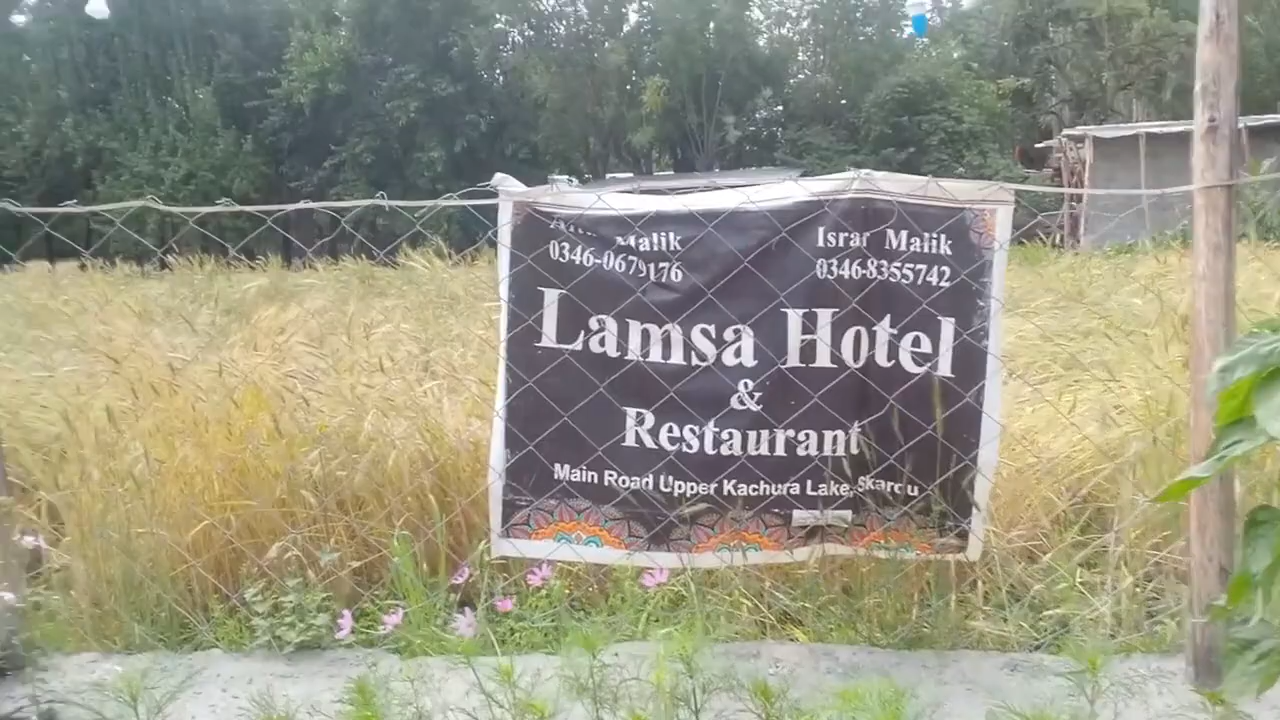 Malik
Israr Malik
0346-0679176
0346-8355742
Lamsa Hotel
&
Restaurant
Main Road Upper Kachura Lake, Skardu